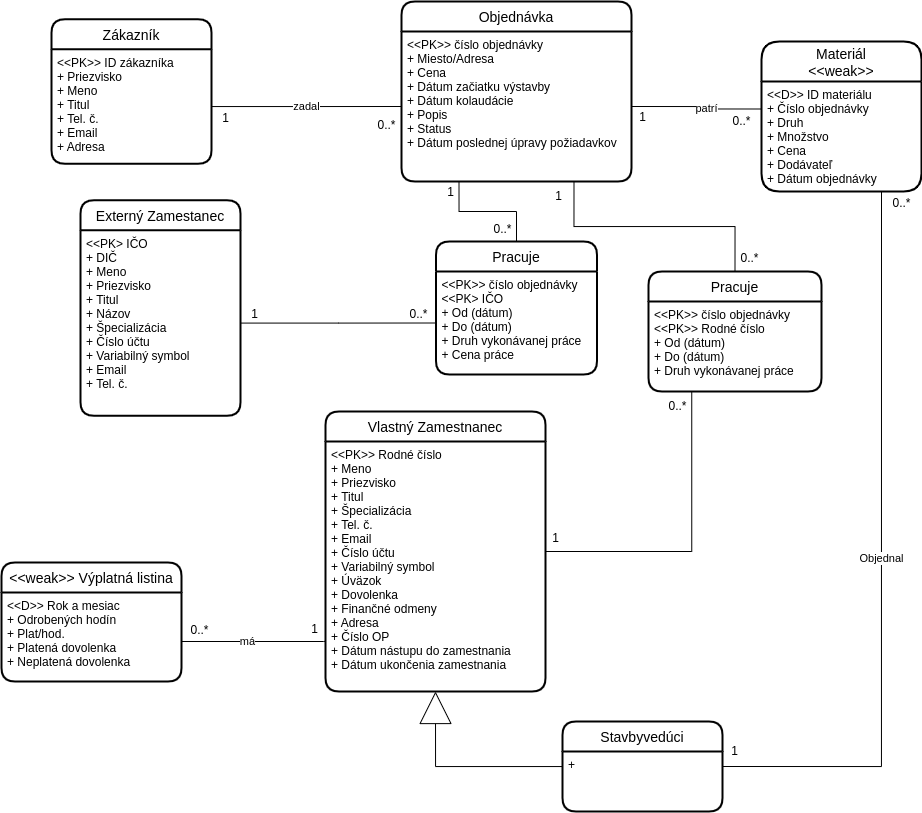 Zákazník
<<PK>> ID zákazníka
+ Priezvisko
+ Meno
+ Titul
+ Tel. č.
+ Email
+ Adresa
zadal
1
0..*
Objednávka
<<PK>> číslo objednávky
+ Miesto/Adresa
+ Cena
+ Dátum začiatku výstavby
+ Dátum kolaudácie
+ Popis
+ Status
+ Dátum poslednej úpravy požiadavkov
patrí
1
0..*
Materiál
<<weak>>
<<D>> ID materiálu
+ Číslo objednávky
+ Druh
+ Množstvo
+ Cena
+ Dodávateľ
+ Dátum objednávky
0..*
1
0..*
1
0..*
Externý Zamestanec
<<PK> IČO
+ DIČ
+ Meno
+ Priezvisko
+ Titul
+ Názov
+ Špecializácia
+ Číslo účtu
+ Variabilný symbol
+ Email
+ Tel. č.
1
0..*
Pracuje
<<PK>> číslo objednávky
<<PK> IČO
+ Od (dátum)
+ Do (dátum)
+ Druh vykonávanej práce
+ Cena práce
Pracuje
<<PK>> číslo objednávky
<<PK>> Rodné číslo
+ Od (dátum)
+ Do (dátum)
+ Druh vykonávanej práce
0..*
1
Vlastný Zamestnanec
<<PK>> Rodné číslo
+ Meno
+ Priezvisko
+ Titul
+ Špecializácia
+ Tel. č.
+ Email
+ Číslo účtu
+ Variabilný symbol
+ Úväzok
+ Dovolenka
+ Finančné odmeny
+ Adresa
+ Číslo OP
+ Dátum nástupu do zamestnania
+ Dátum ukončenia zamestnania
Objednal
<<weak>> Výplatná listina
<<D>> Rok a mesiac
+ Odrobených hodín
+ Plat/hod.
+ Platená dovolenka
+ Neplatená dovolenka
0..*
má
1
Stavbyvedúci
+
1